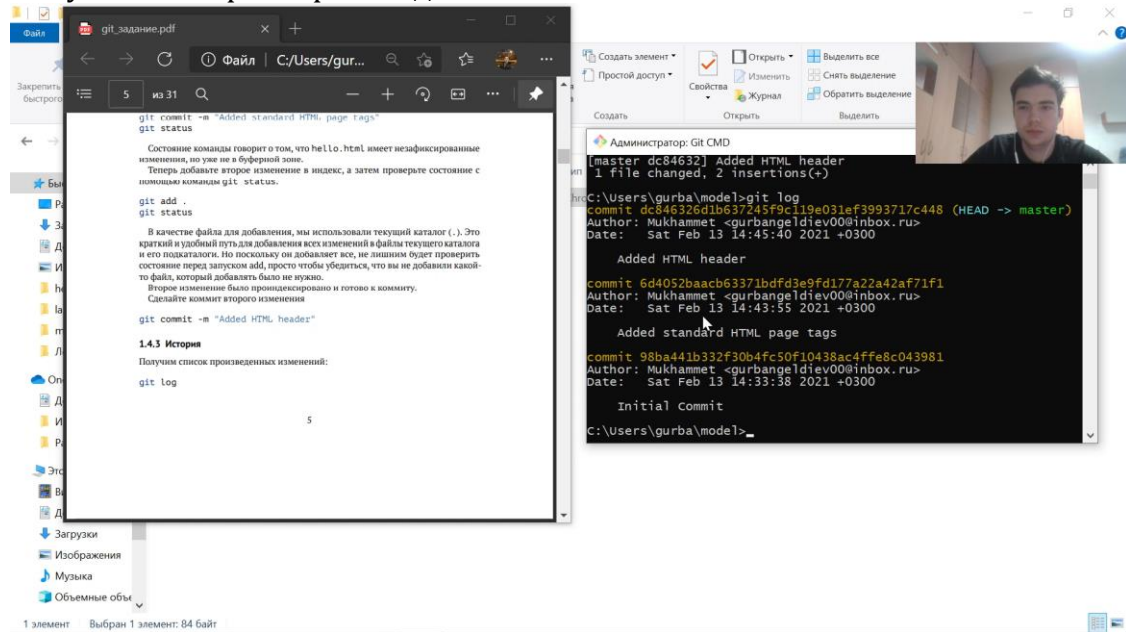 Файл
git_задание.pdf
Файл | C:/Users/gur...
5 из 31
git commit -m "Added standard HTML page tags"
git status
Состояние команды говорит о том, что hello.html имеет незафиксированные
изменения, но уже не в буферной зоне.
Теперь добавьте второе изменение в индекс, а затем проверьте состояние с
помощью команды git status.
git add .
git status
В качестве файла для добавления, мы использовали текущий каталог (.). Это
краткий и удобный путь для добавления всех изменений в файлы текущего каталога
и его подкаталоги. Но поскольку он добавляет все, не лишним будет проверить
состояние перед запуском add, просто чтобы убедиться, что вы не добавили какой-
то файл, который добавлять было не нужно.
Второе изменение было проиндексировано и готово к коммиту.
Сделайте коммит второго изменения
git commit -m "Added HTML header"
1.4.3 История
Получим список произведенных изменений:
git log
5
Закрепить
быстрого
Загрузки
Изображения
Музыка
Объемные объе
1 элемент Выбран 1 элемент: 84 байт
Создать элемент
Простой доступ
Создать
Свойства
Открыть
Изменить
Журнал
Открыть
Выделить все
Снять выделение
Обратить выделение
Выделить
Администратор: Git CMD
[master dc84632] Added HTML header
1 file changed, 2 insertions(+)
C:\Users\gurba\model>git log
commit dc846326d1b637245f9c119e031ef3993717c448 (HEAD -> master)
Author: Mukhammet <gurbangeldiev00@inbox.ru>
Date: Sat Feb 13 14:45:40 2021 +0300
Added HTML header
commit 6d4052baacb63371bdfd3e9fd177a22a42af71f1
Author: Mukhammet <gurbangeldiev00@inbox.ru>
Date: Sat Feb 13 14:43:55 2021 +0300
Added standard HTML page tags
commit 98ba441b332f30b4fc50f10438ac4ffe8c043981
Author: Mukhammet <gurbangeldiev00@inbox.ru>
Date: Sat Feb 13 14:33:38 2021 +0300
Initial Commit
C:\Users\gurba\model>